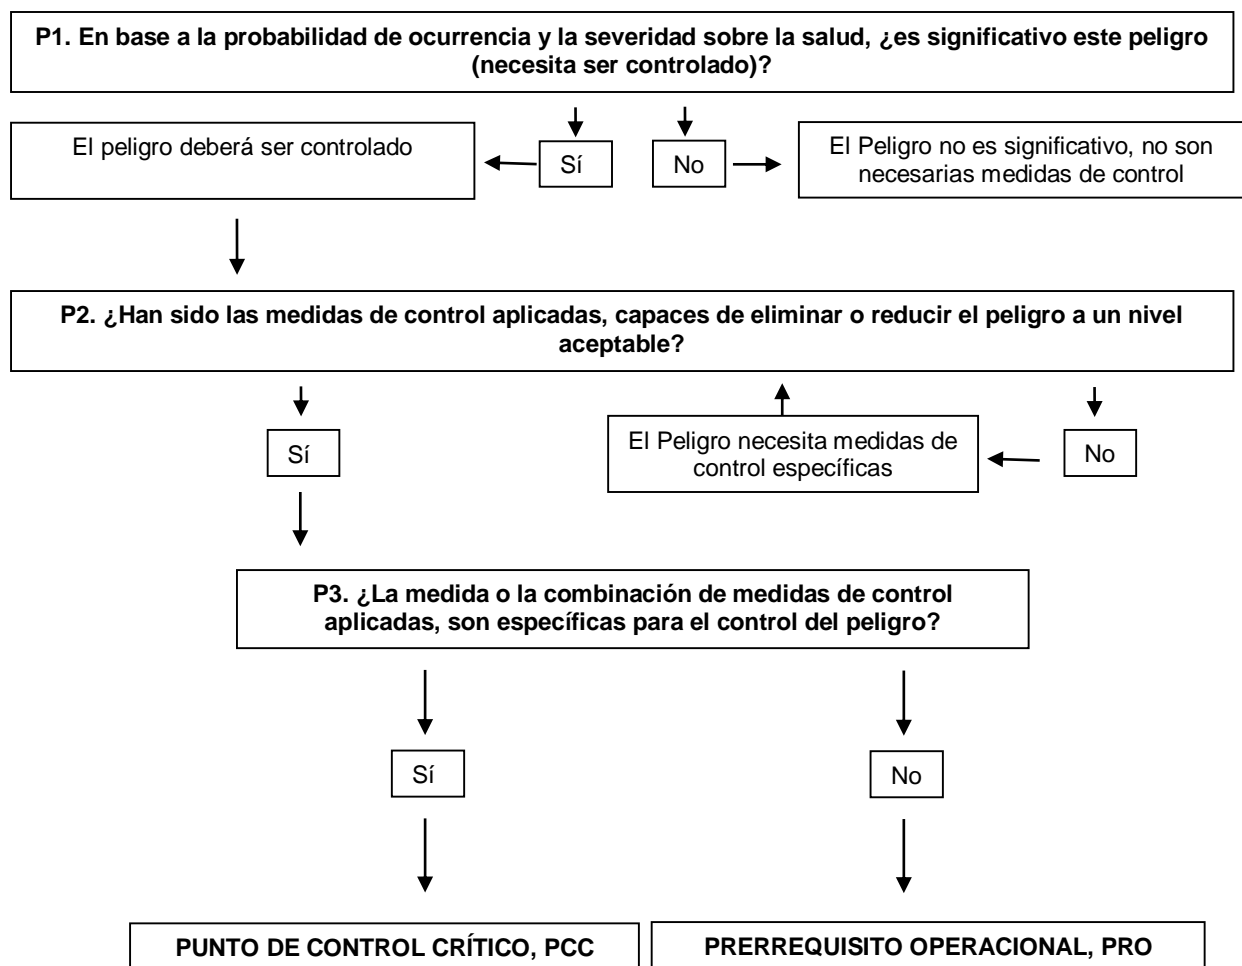 P1. En base a la probabilidad de ocurrencia y la severidad sobre la salud, ¿es significativo este peligro
(necesita ser controlado)?
El peligro deberá ser controlado
Sí
No
El Peligro no es significativo, no son
necesarias medidas de control
P2. ¿Han sido las medidas de control aplicadas, capaces de eliminar o reducir el peligro a un nivel
aceptable?
Sí
El Peligro necesita medidas de
control específicas
No
P3. ¿La medida o la combinación de medidas de control
aplicadas, son específicas para el control del peligro?
Sí
No
PUNTO DE CONTROL CRÍTICO, PCC
PRERREQUISITO OPERACIONAL, PRO